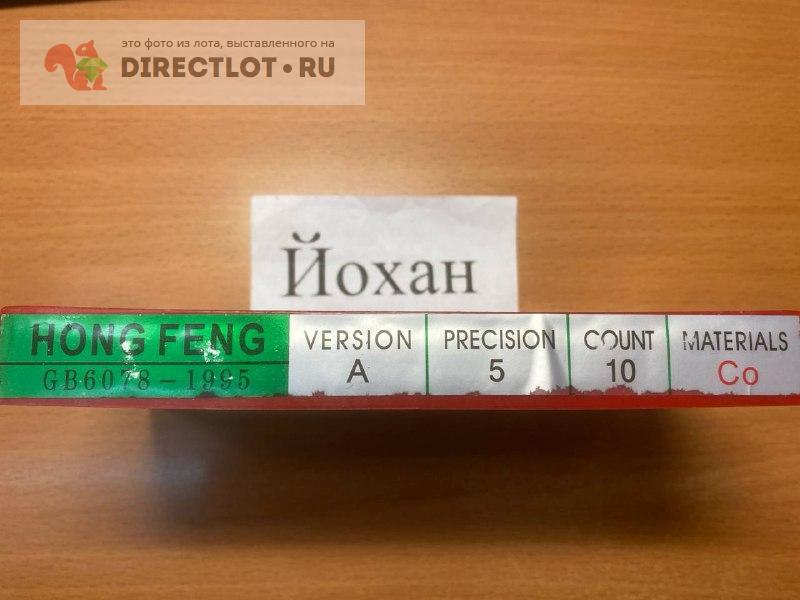 это фото из лота, выставленного на
DIRECTLOT.RU
Йохан
HONG FENG
GB6078-1995
VERSION
A
PRECISION
5
COUNT
10
MATERIALS
Co